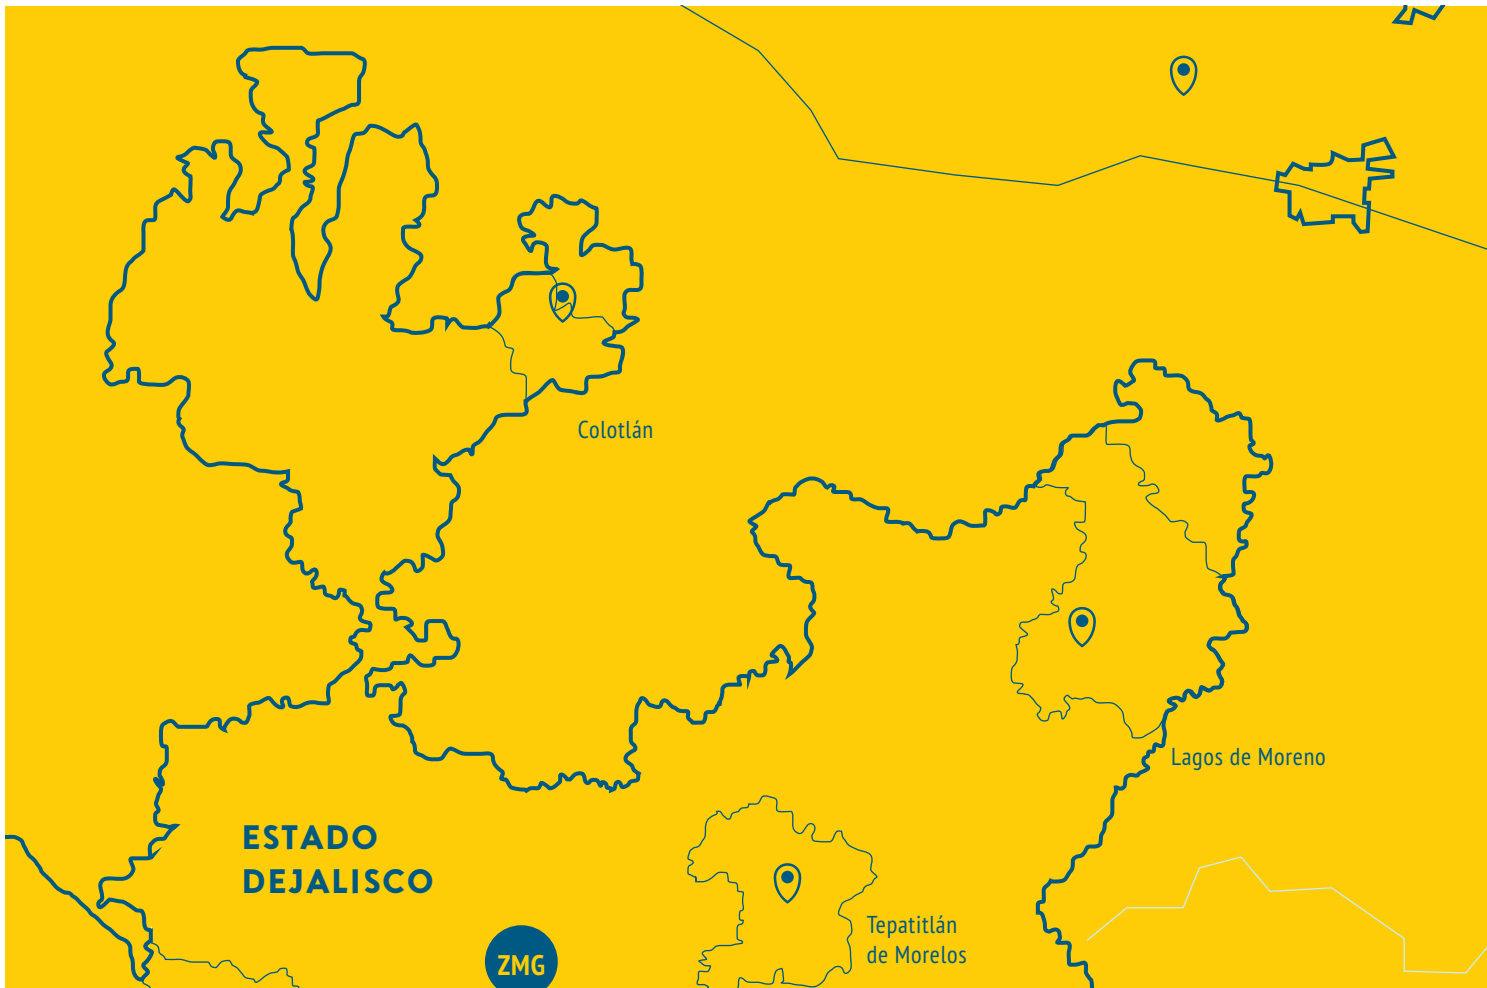 Colotlán
Lagos de Moreno
ESTADO
DEJALISCO
Tepatitlán
de Morelos
ZMG